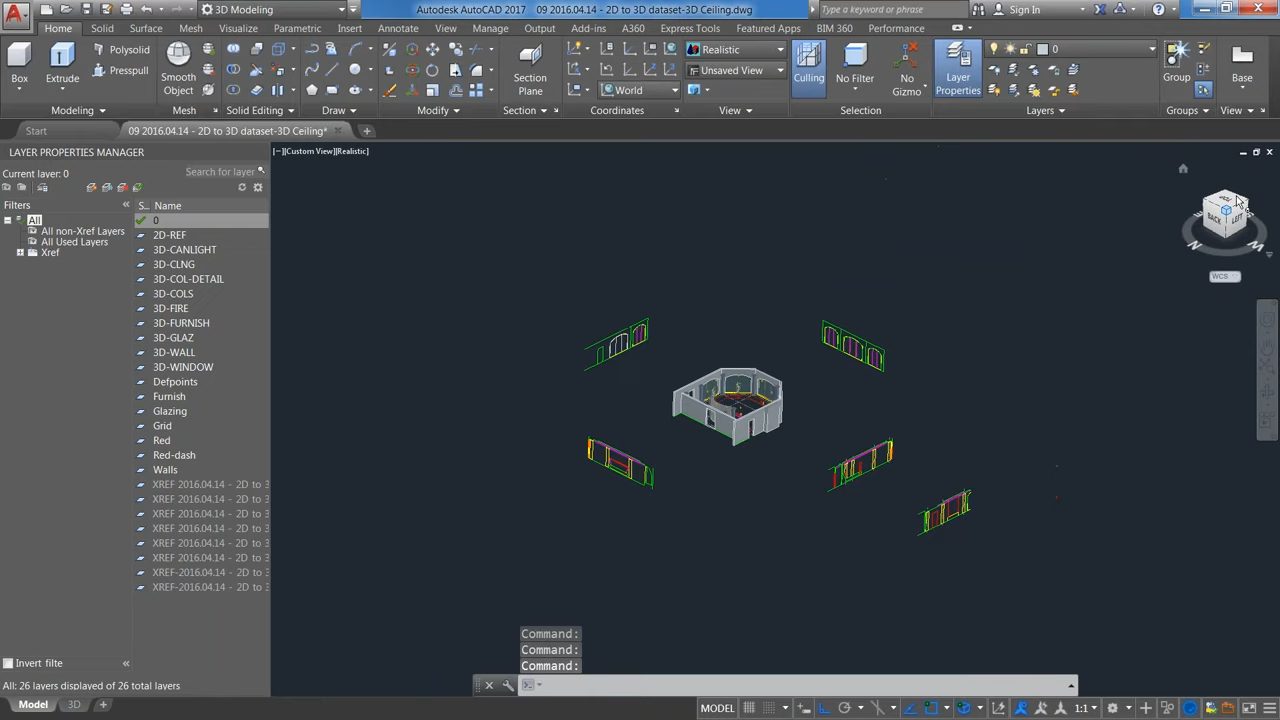 3D Modeling
Autodesk AutoCAD 2017 09 2016.04.14 - 2D to 3D dataset-3D Ceiling.dwg
Type a keyword or phrase
Sign In
Home Solid Surface Mesh Visualize Parametric Insert Annotate View Manage Output Add-ins A360 Express Tools Featured Apps BIM 360 Performance
Box
Extrude
Polysolid
Presspull
Smooth Object
Section Plane
World
Realistic
Unsaved View
Culling
No Filter
No Gizmo
Layer Properties
0
Group
Base
Modeling
Mesh
Solid Editing
Draw
Modify
Section
Coordinates
View
Selection
Layers
Groups
View
Start
09 2016.04.14 - 2D to 3D dataset-3D Ceiling*
LAYER PROPERTIES MANAGER
Current layer: 0
Search for layer
Filters
S.. Name
All
All non-Xref Layers
All Used Layers
Xref
0
2D-REF
3D-CANLIGHT
3D-CLNG
3D-COL-DETAIL
3D-COLS
3D-FIRE
3D-FURNISH
3D-GLAZ
3D-WALL
3D-WINDOW
Defpoints
Furnish
Glazing
Grid
Red
Red-dash
Walls
XREF 2016.04.14 - 2D to 3
XREF 2016.04.14 - 2D to 3
XREF 2016.04.14 - 2D to 3
XREF 2016.04.14 - 2D to 3
XREF 2016.04.14 - 2D to 3
XREF 2016.04.14 - 2D to 3
XREF-2016.04.14 - 2D to 3
XREF-2016.04.14 - 2D to 3
Invert filte
All: 26 layers displayed of 26 total layers
[−][Custom View][Realistic]
TOP
BACK
LEFT
N
W
WCS
Command:
Command:
Command:
Model
3D
MODEL
1:1